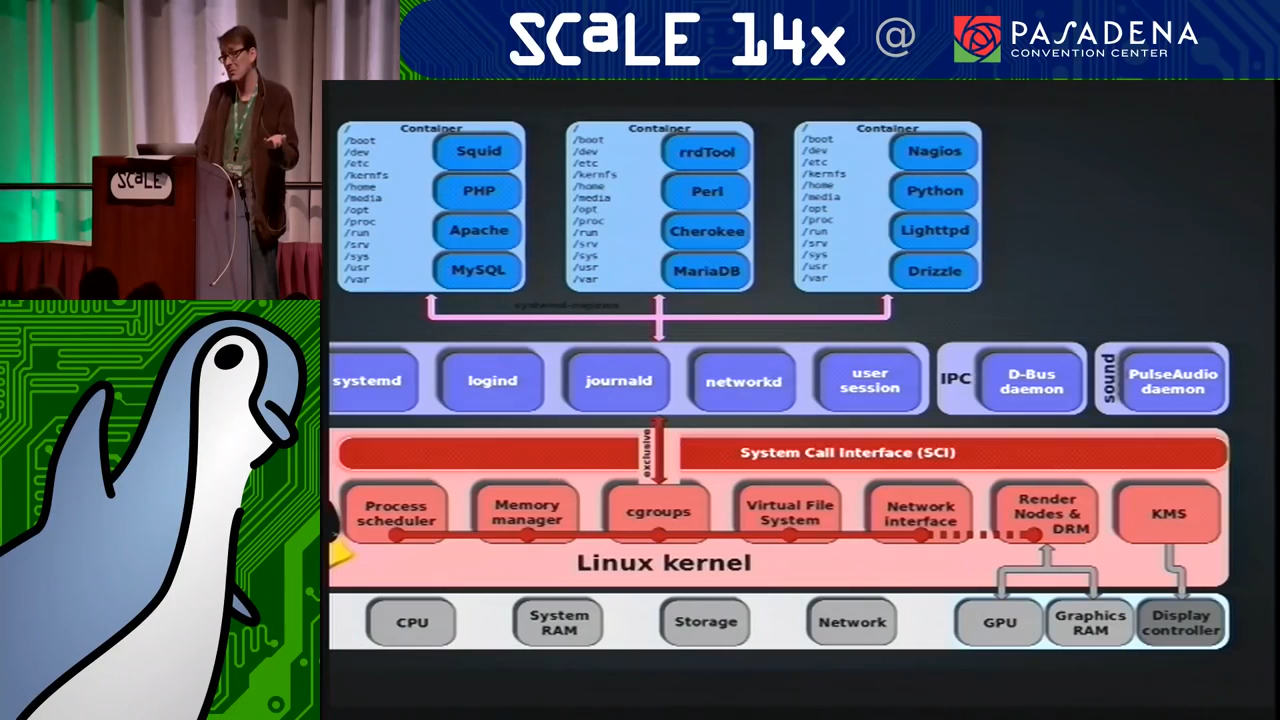 SCaLE 14x @ PASADENA
CONVENTION CENTER
SCaLE
/ Container
/boot
/dev
/etc
/kernfs
/home
/media
/opt
/proc
/run
/srv
/sys
/usr
/var
Squid
PHP
Apache
MySQL
/ Container
/boot
/dev
/etc
/kernfs
/home
/media
/opt
/proc
/run
/srv
/sys
/usr
/var
rrdTool
Perl
Cherokee
MariaDB
/ Container
/boot
/dev
/etc
/kernfs
/home
/media
/opt
/proc
/run
/srv
/sys
/usr
/var
Nagios
Python
Lighttpd
Drizzle
systemd
logind
journald
networkd
user
session
IPC
D-Bus
daemon
sound
PulseAudio
daemon
exclusive
System Call Interface (SCI)
Process
scheduler
Memory
manager
cgroups
Virtual File
System
Network
interface
Render
Nodes &
DRM
KMS
Linux kernel
CPU
System
RAM
Storage
Network
GPU
Graphics
RAM
Display
controller